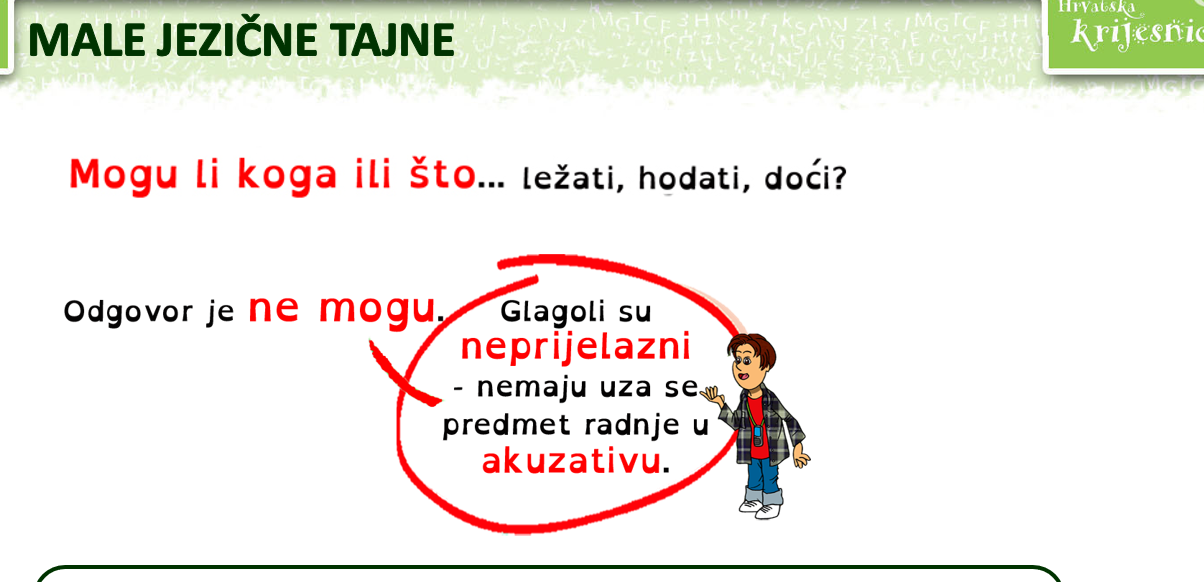 MALE JEZIČNE TAJNE
Hrvatska
Mogu li koga ili što... ležati, hodati, doći?
Odgovor je ne mogu.
Glagoli su
neprijelazni
- nemaju uza se
predmet radnje u
akuzativu.